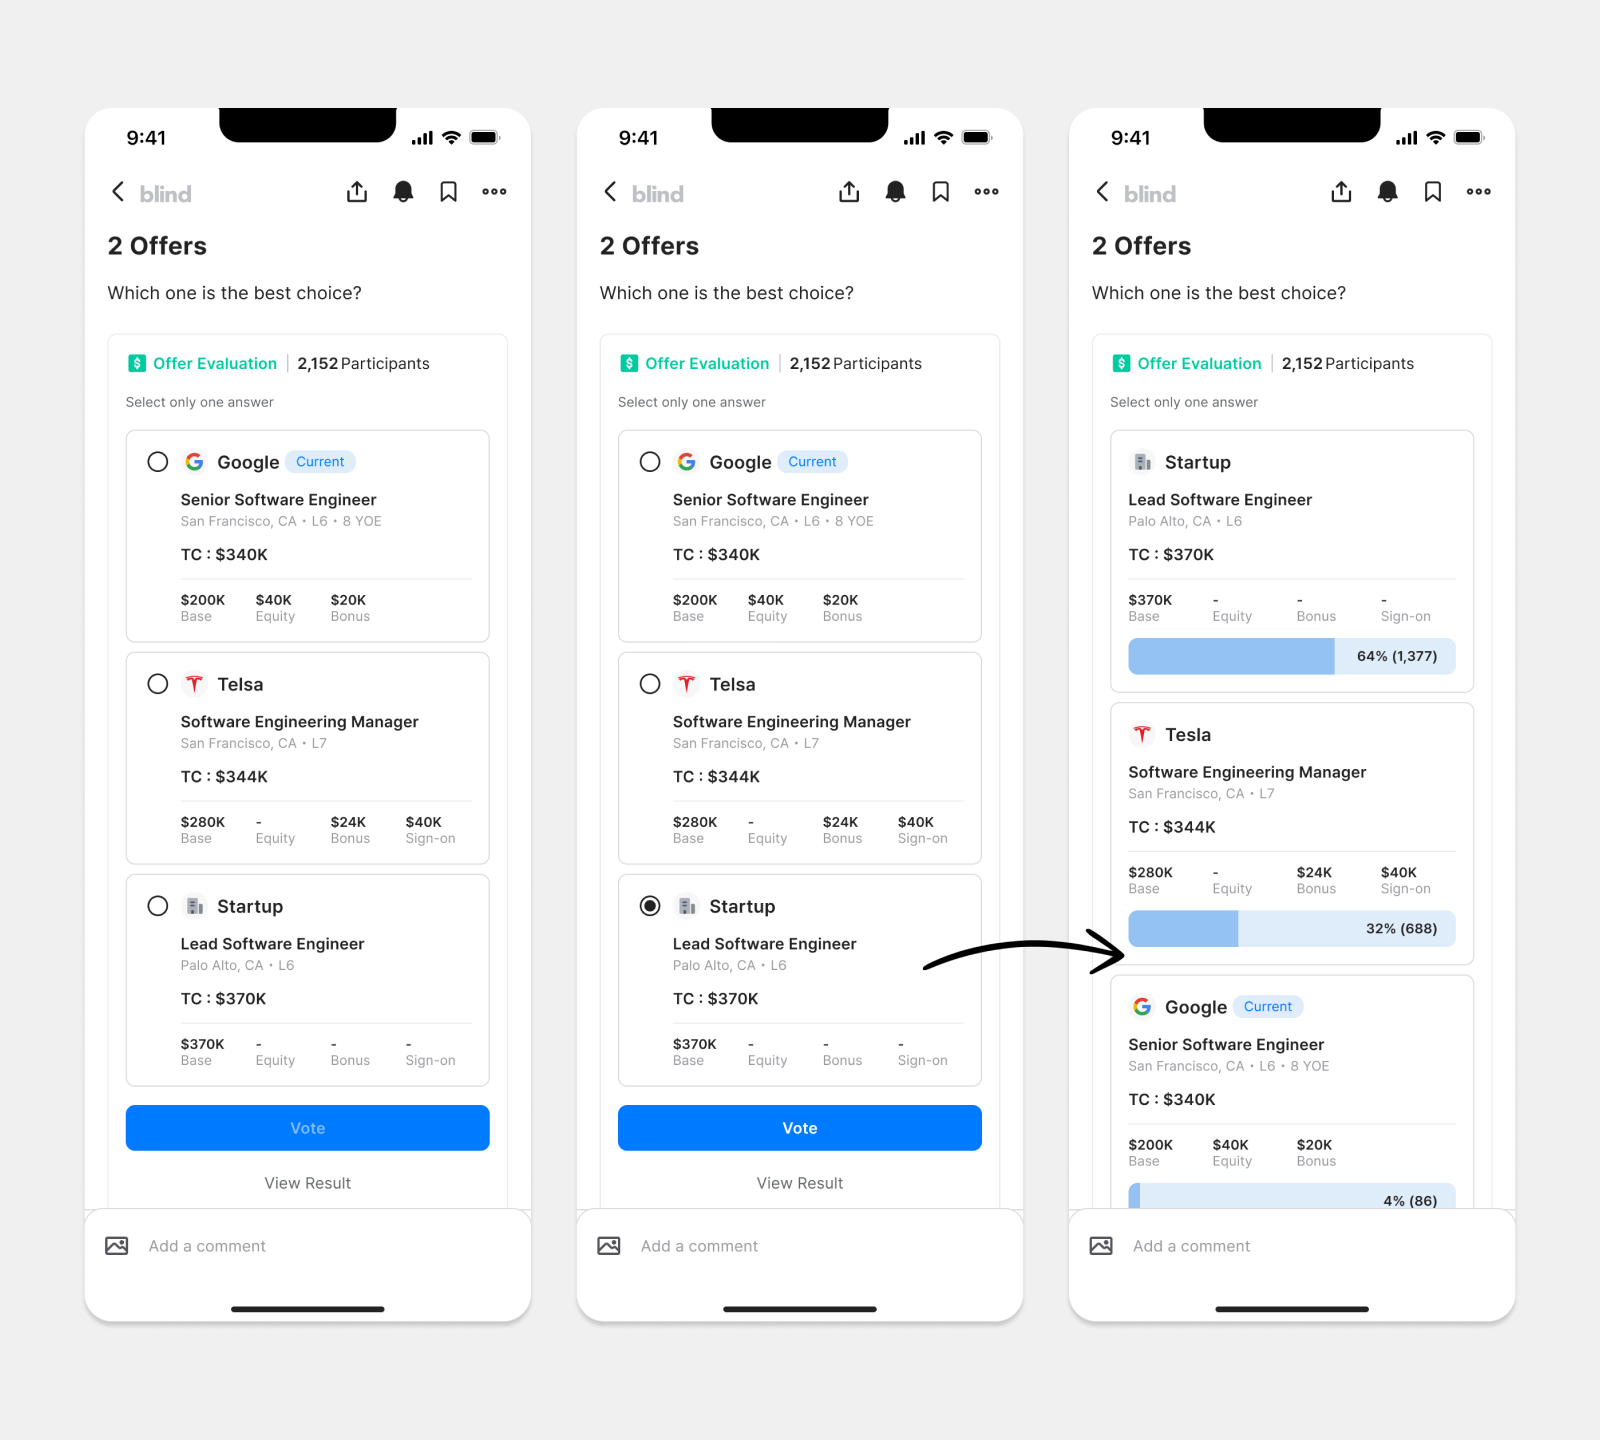 9:41
blind
2 Offers
Which one is the best choice?
Offer Evaluation | 2,152 Participants
Select only one answer
Google Current
Senior Software Engineer
San Francisco, CA • L6 • 8 YOE
TC : $340K
$200K $40K $20K
Base Equity Bonus
Telsa
Software Engineering Manager
San Francisco, CA • L7
TC : $344K
$280K - $24K $40K
Base Equity Bonus Sign-on
Startup
Lead Software Engineer
Palo Alto, CA • L6
TC : $370K
$370K - - -
Base Equity Bonus Sign-on
Vote
View Result
Add a comment
9:41
blind
2 Offers
Which one is the best choice?
Offer Evaluation | 2,152 Participants
Select only one answer
Google Current
Senior Software Engineer
San Francisco, CA • L6 • 8 YOE
TC : $340K
$200K $40K $20K
Base Equity Bonus
Telsa
Software Engineering Manager
San Francisco, CA • L7
TC : $344K
$280K - $24K $40K
Base Equity Bonus Sign-on
Startup
Lead Software Engineer
Palo Alto, CA • L6
TC : $370K
$370K - - -
Base Equity Bonus Sign-on
Vote
View Result
Add a comment
9:41
blind
2 Offers
Which one is the best choice?
Offer Evaluation | 2,152 Participants
Select only one answer
Startup
Lead Software Engineer
Palo Alto, CA • L6
TC : $370K
$370K - - -
Base Equity Bonus Sign-on
64% (1,377)
Tesla
Software Engineering Manager
San Francisco, CA • L7
TC : $344K
$280K - $24K $40K
Base Equity Bonus Sign-on
32% (688)
Google Current
Senior Software Engineer
San Francisco, CA • L6 • 8 YOE
TC : $340K
$200K $40K $20K
Base Equity Bonus
4% (86)
Add a comment